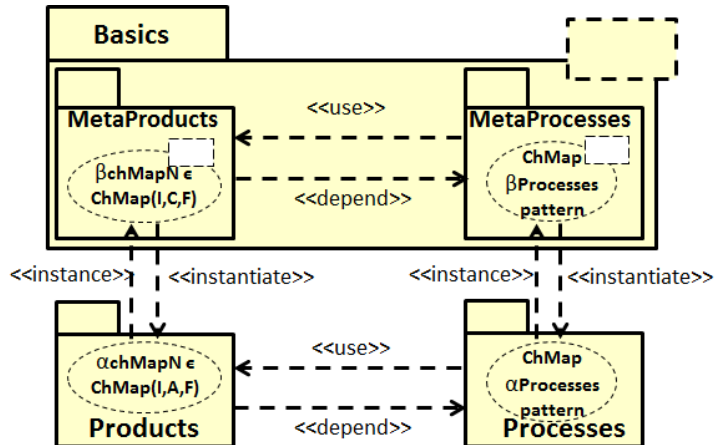 Basics
MetaProducts
<<use>>
MetaProcesses
βchMapN ϵ
ChMap(I,C,F)
<<depend>>
ChMap
βProcesses
pattern
<<instance>>
<<instantiate>>
<<instance>>
<<instantiate>>
αchMapN ϵ
ChMap(I,A,F)
<<use>>
ChMap
αProcesses
pattern
Products
<<depend>>
Processes